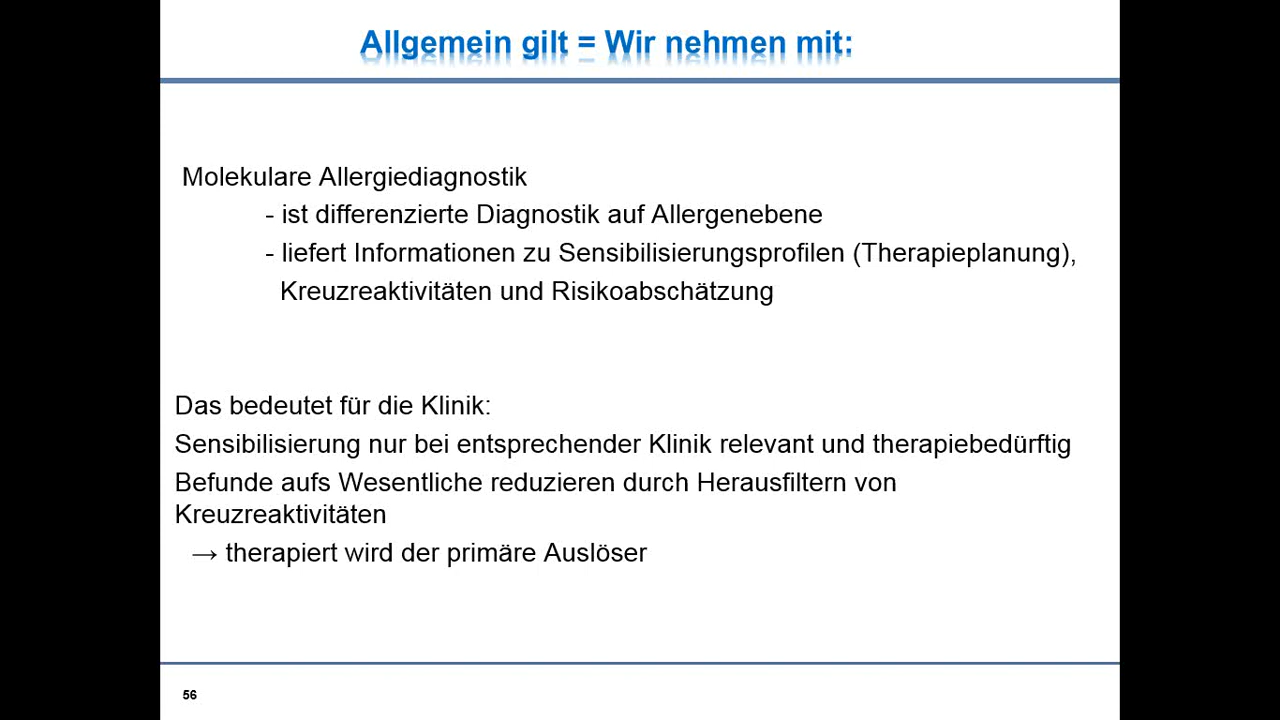 Allgemein gilt = Wir nehmen mit:
Molekulare Allergiediagnostik
- ist differenzierte Diagnostik auf Allergenebene
- liefert Informationen zu Sensibilisierungsprofilen (Therapieplanung),
Kreuzreaktivitäten und Risikoabschätzung
Das bedeutet für die Klinik:
Sensibilisierung nur bei entsprechender Klinik relevant und therapiebedürftig
Befunde aufs Wesentliche reduzieren durch Herausfiltern von
Kreuzreaktivitäten
→ therapiert wird der primäre Auslöser
56